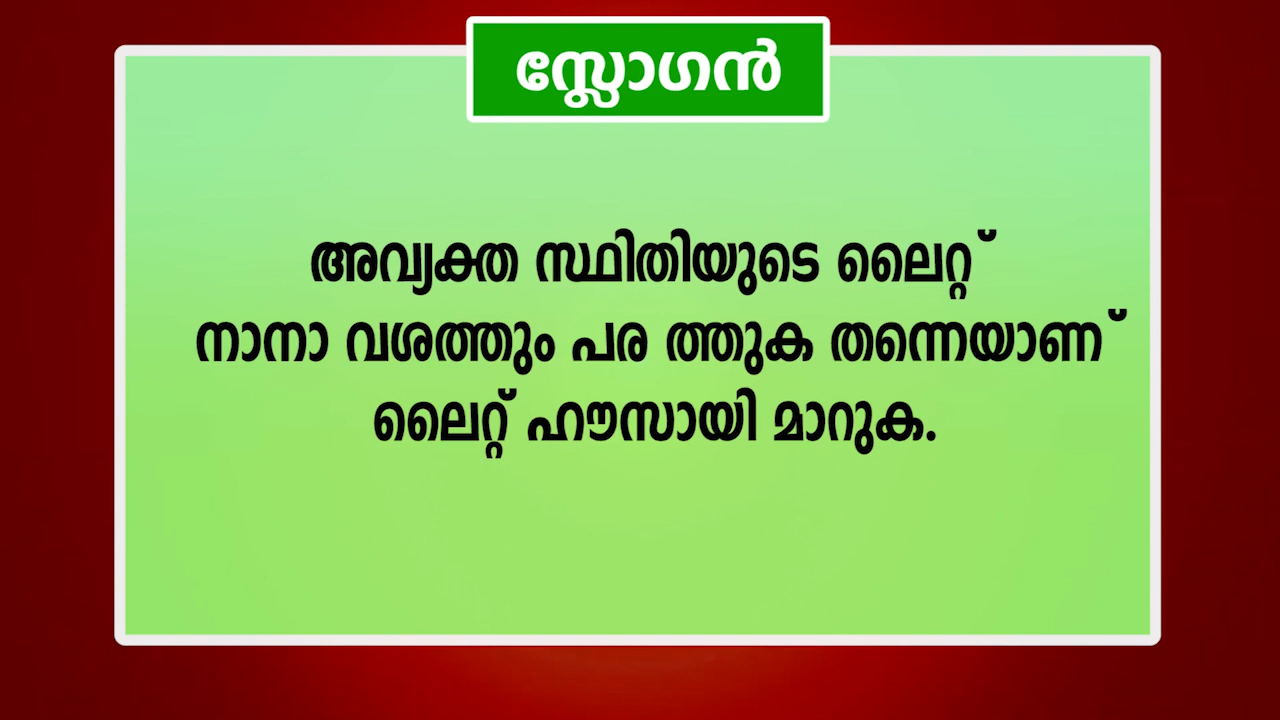 സ്ലോഗൻ
അവ്യക്ത സ്ഥിതിയുടെ ലൈറ്റ്
നാനാ വശത്തും പര ത്തുക തന്നെയാണ്
ലൈറ്റ് ഹൗസായി മാറുക.